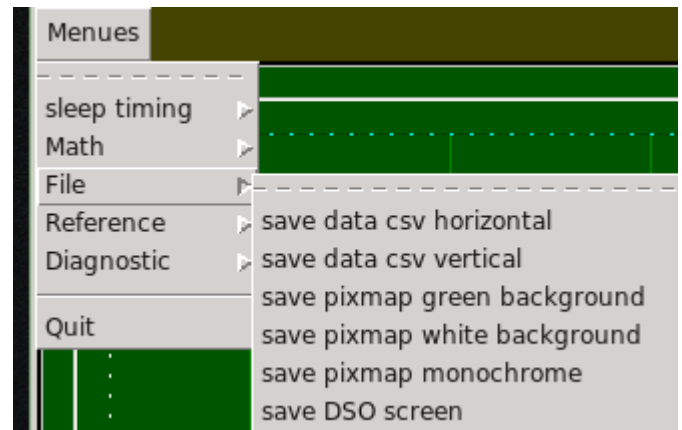 Menues
sleep timing
Math
File
Reference
Diagnostic
Quit
save data csv horizontal
save data csv vertical
save pixmap green background
save pixmap white background
save pixmap monochrome
save DSO screen